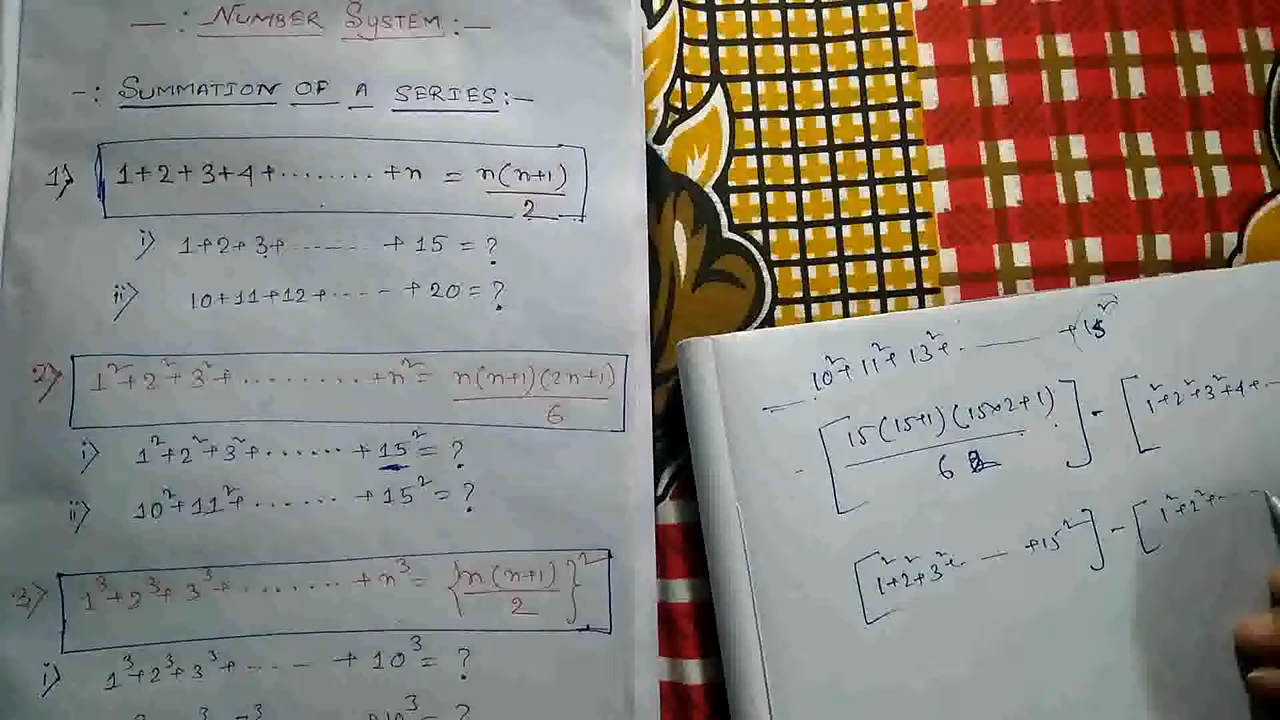 -: NUMBER SYSTEM:-
-: SUMMATION OF A SERIES:-
1) 1+2+3+4+........+n = n(n+1)/2
i) 1+2+3+ ...... +15 = ?
ii) 10+11+12+..... +20 = ?
2) 1²+2²+3²+ ........ +n² = n(n+1)(2n+1)/6
i) 1²+2²+3²+...... +15² = ?
ii) 10²+11²+...... +15² = ?
3) 1³+2³+3³+....... +n³ = {n(n+1)/2}²
i) 1³+2³+3³+.... +10³ = ?
10²+11²+13²+. —— +15²
- [15(15+1)(15×2+1)/6] - [1²+2²+3²+4+..
[1²+2²+3²+ — +15²] - [1²+2²+..